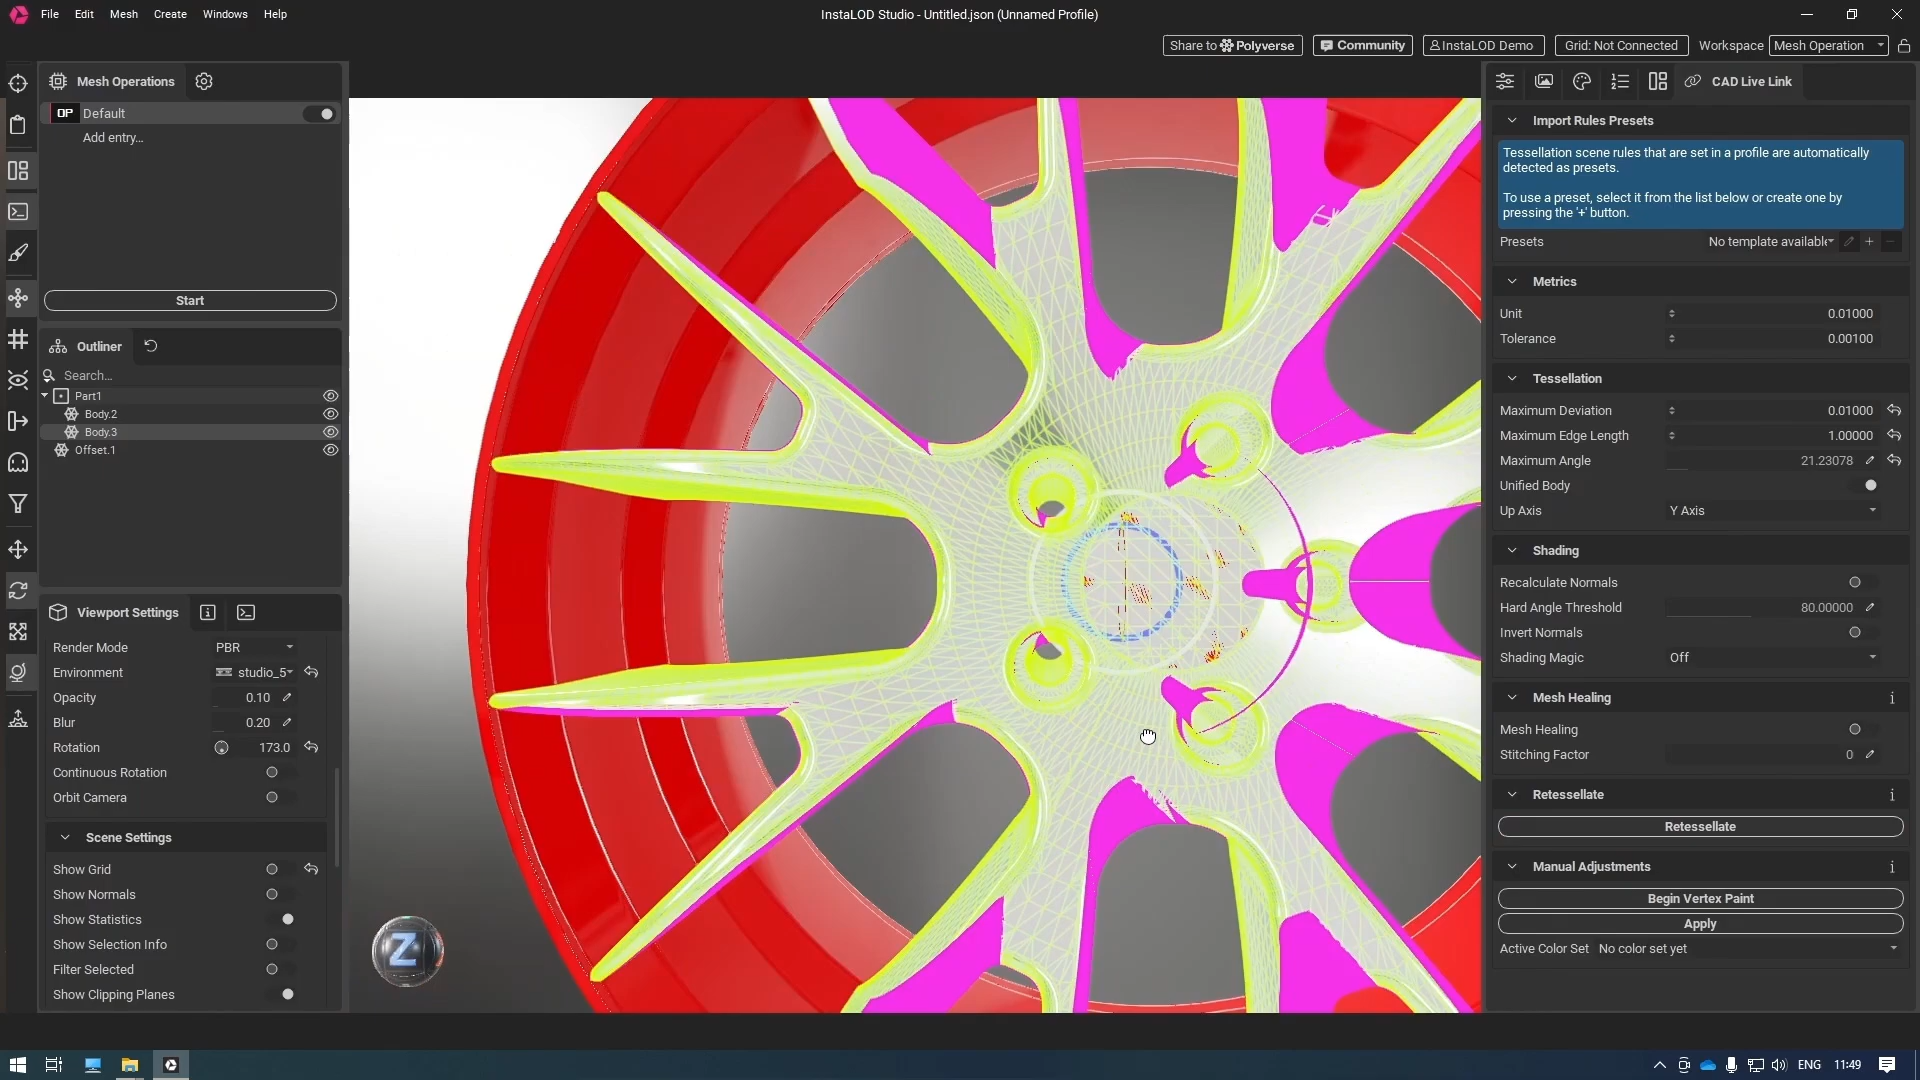 File Edit Mesh Create Windows Help
InstaLOD Studio - Untitled.json (Unnamed Profile)
Share to Polyverse
Community
InstaLOD Demo
Grid: Not Connected
Workspace
Mesh Operation
Mesh Operations
OP Default
Add entry...
Start
Outliner
Search...
Part1
Body.2
Body.3
Offset.1
Viewport Settings
Render Mode PBR
Environment studio_5
Opacity 0.10
Blur 0.20
Rotation 173.0
Continuous Rotation
Orbit Camera
Scene Settings
Show Grid
Show Normals
Show Statistics
Show Selection Info
Filter Selected
Show Clipping Planes
Z
CAD Live Link
Import Rules Presets
Tessellation scene rules that are set in a profile are automatically
detected as presets.
To use a preset, select it from the list below or create one by
pressing the '+' button.
Presets No template available + -
Metrics
Unit 0.01000
Tolerance 0.00100
Tessellation
Maximum Deviation 0.01000
Maximum Edge Length 1.00000
Maximum Angle 21.23078
Unified Body
Up Axis Y Axis
Shading
Recalculate Normals
Hard Angle Threshold 80.00000
Invert Normals
Shading Magic Off
Mesh Healing
Mesh Healing
Stitching Factor 0
Retessellate
Retessellate
Manual Adjustments
Begin Vertex Paint
Apply
Active Color Set No color set yet
ENG 11:49